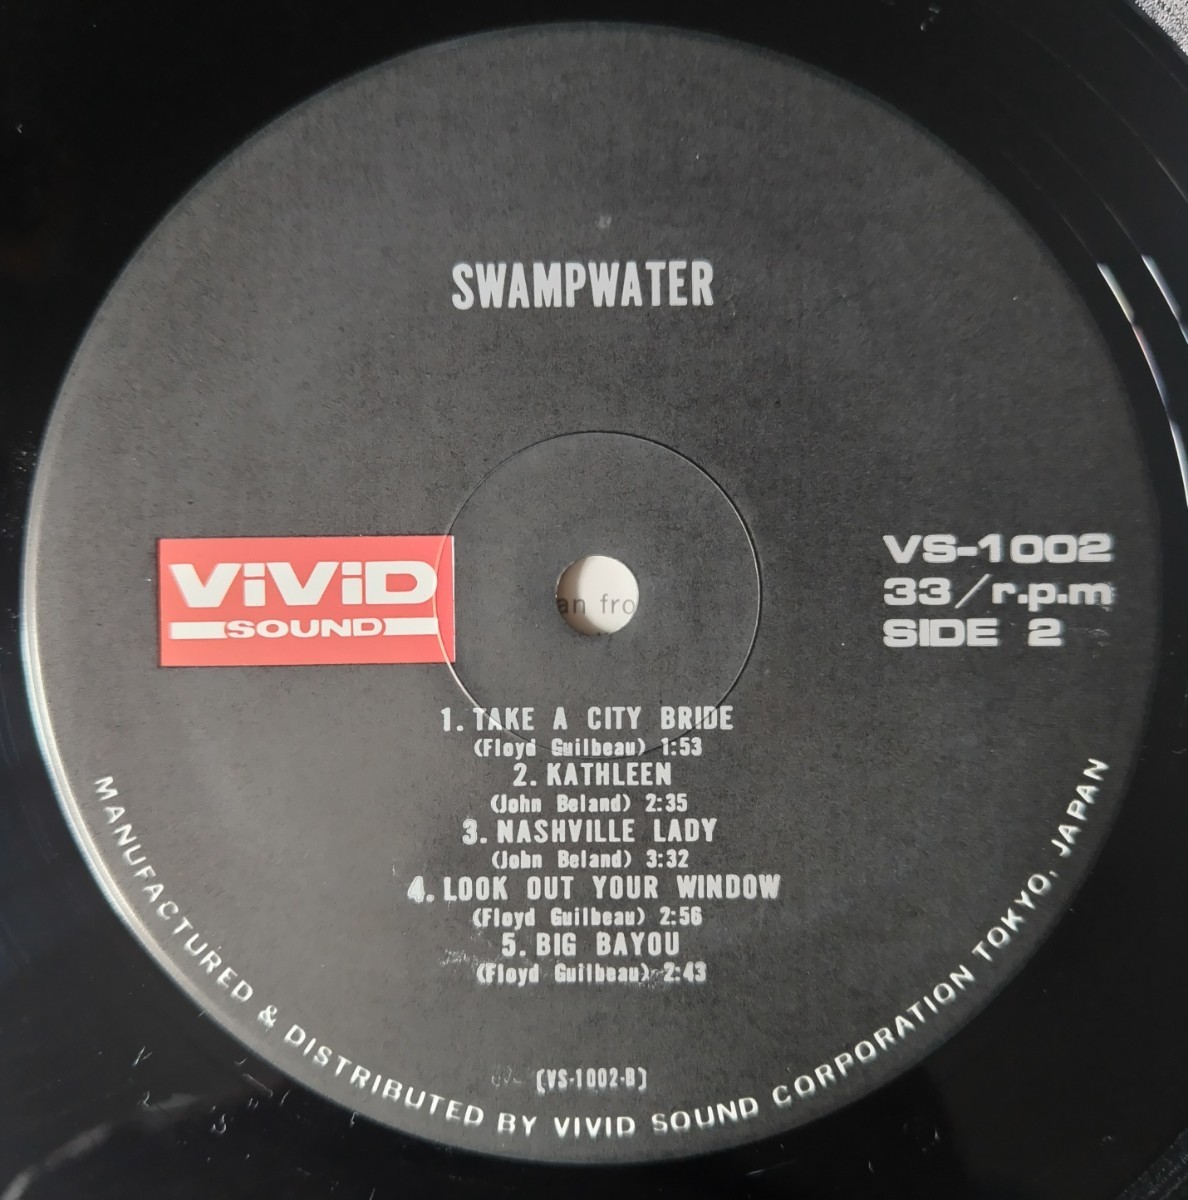 SWAMPWATER
ViViD
SOUND
VS-1002
33/r.p.m
SIDE 2
an fro
1. TAKE A CITY BRIDE
(Floyd Guilbeau) 1:53
2. KATHLEEN
(John Beland) 2:35
3. NASHVILLE LADY
(John Beland) 3:32
4. LOOK OUT YOUR WINDOW
(Floyd Guilbeau) 2:56
5. BIG BAYOU
(Floyd Guilbeau) 2:43
(VS-1002-B)
MANUFACTURED & DISTRIBUTED BY VIVID SOUND CORPORATION TOKYO, JAPAN